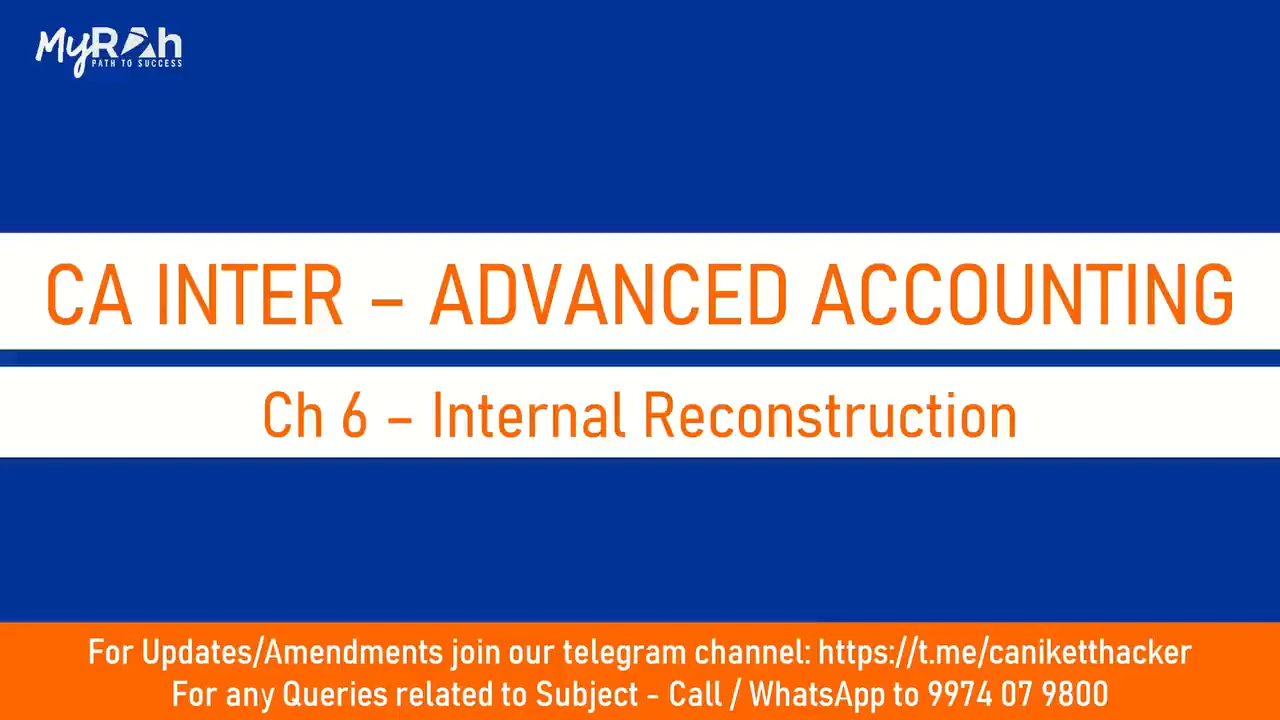 MyRAh
PATH TO SUCCESS
CA INTER – ADVANCED ACCOUNTING
Ch 6 – Internal Reconstruction
For Updates/Amendments join our telegram channel: https://t.me/caniketthacker
For any Queries related to Subject - Call / WhatsApp to 9974 07 9800